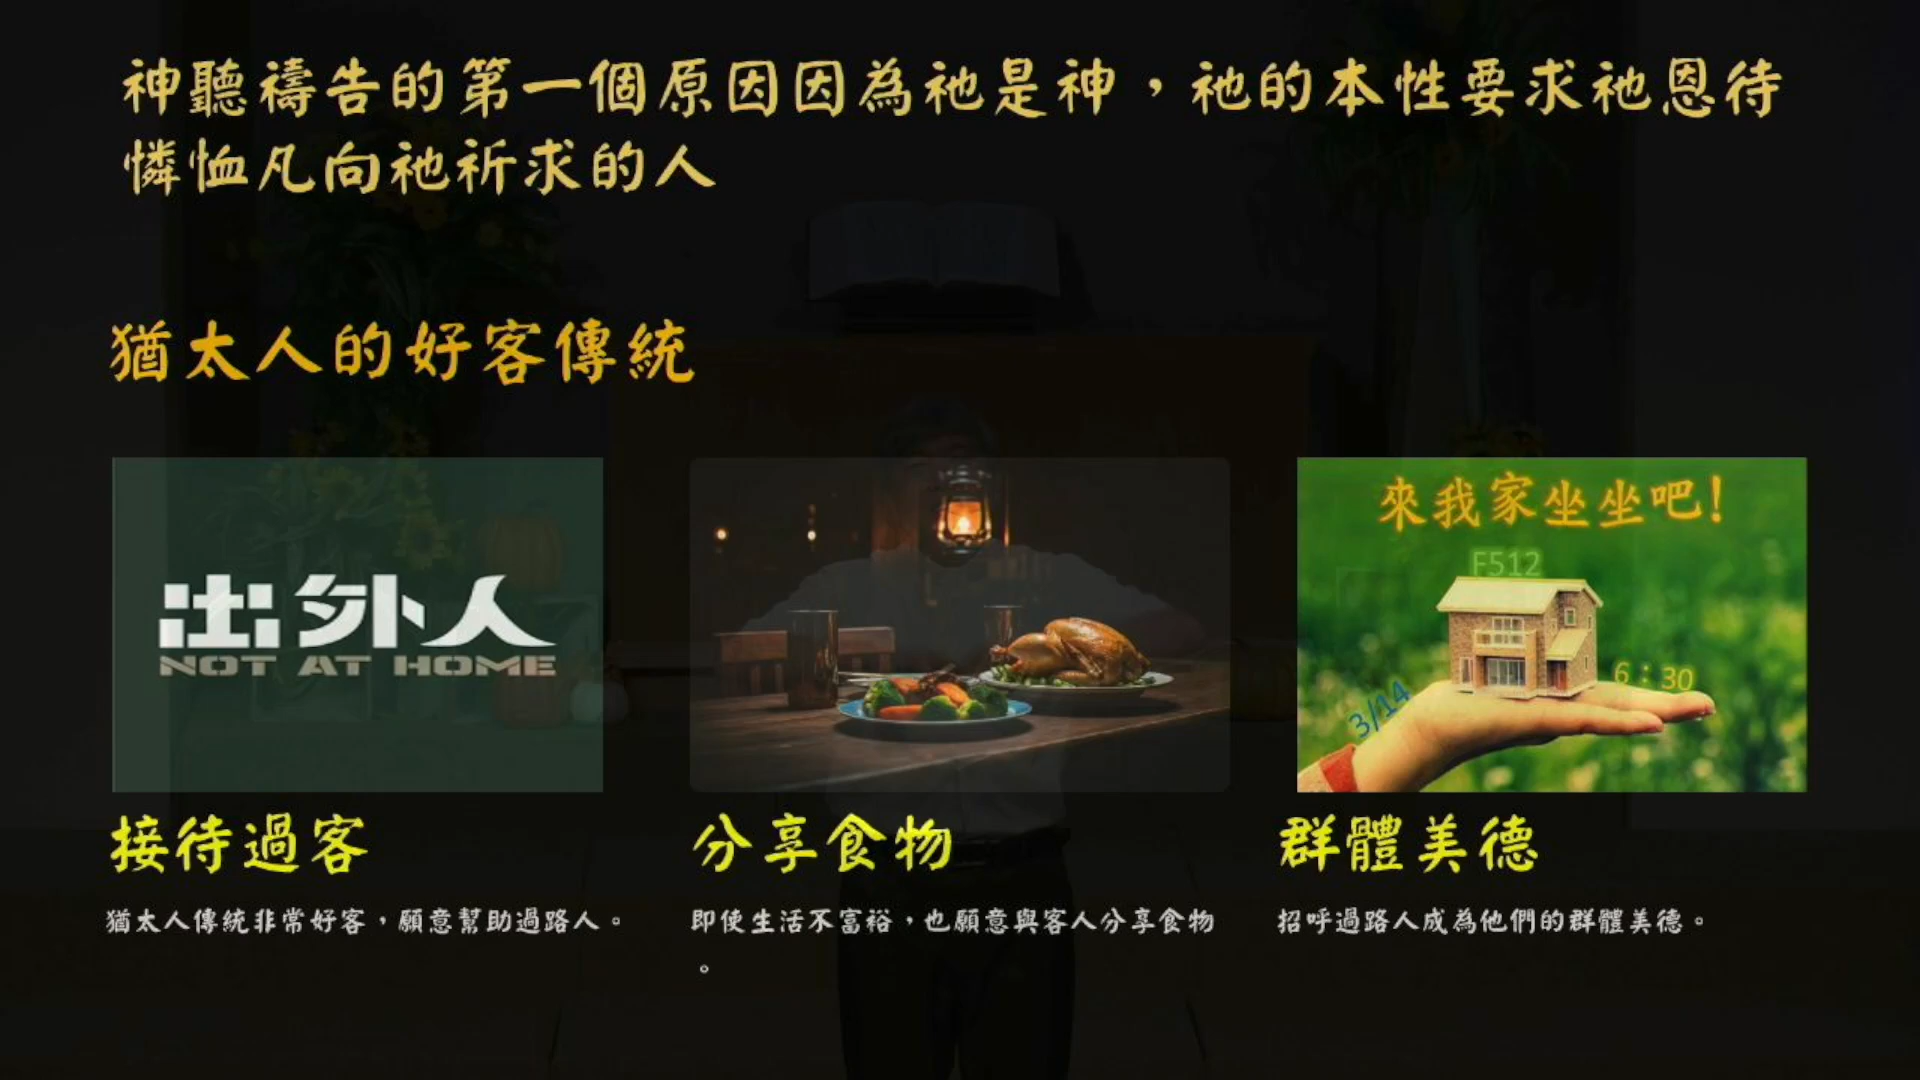 神聽禱告的第一個原因因為祂是神，祂的本性要求祂恩待
憐恤凡向祂祈求的人
猶太人的好客傳統
出外人
NOT AT HOME
來我家坐坐吧!
F512
6：30
3/14
接待過客
分享食物
群體美德
猶太人傳統非常好客，願意幫助過路人。
即使生活不富裕，也願意與客人分享食物
。
招呼過路人成為他們的群體美德。